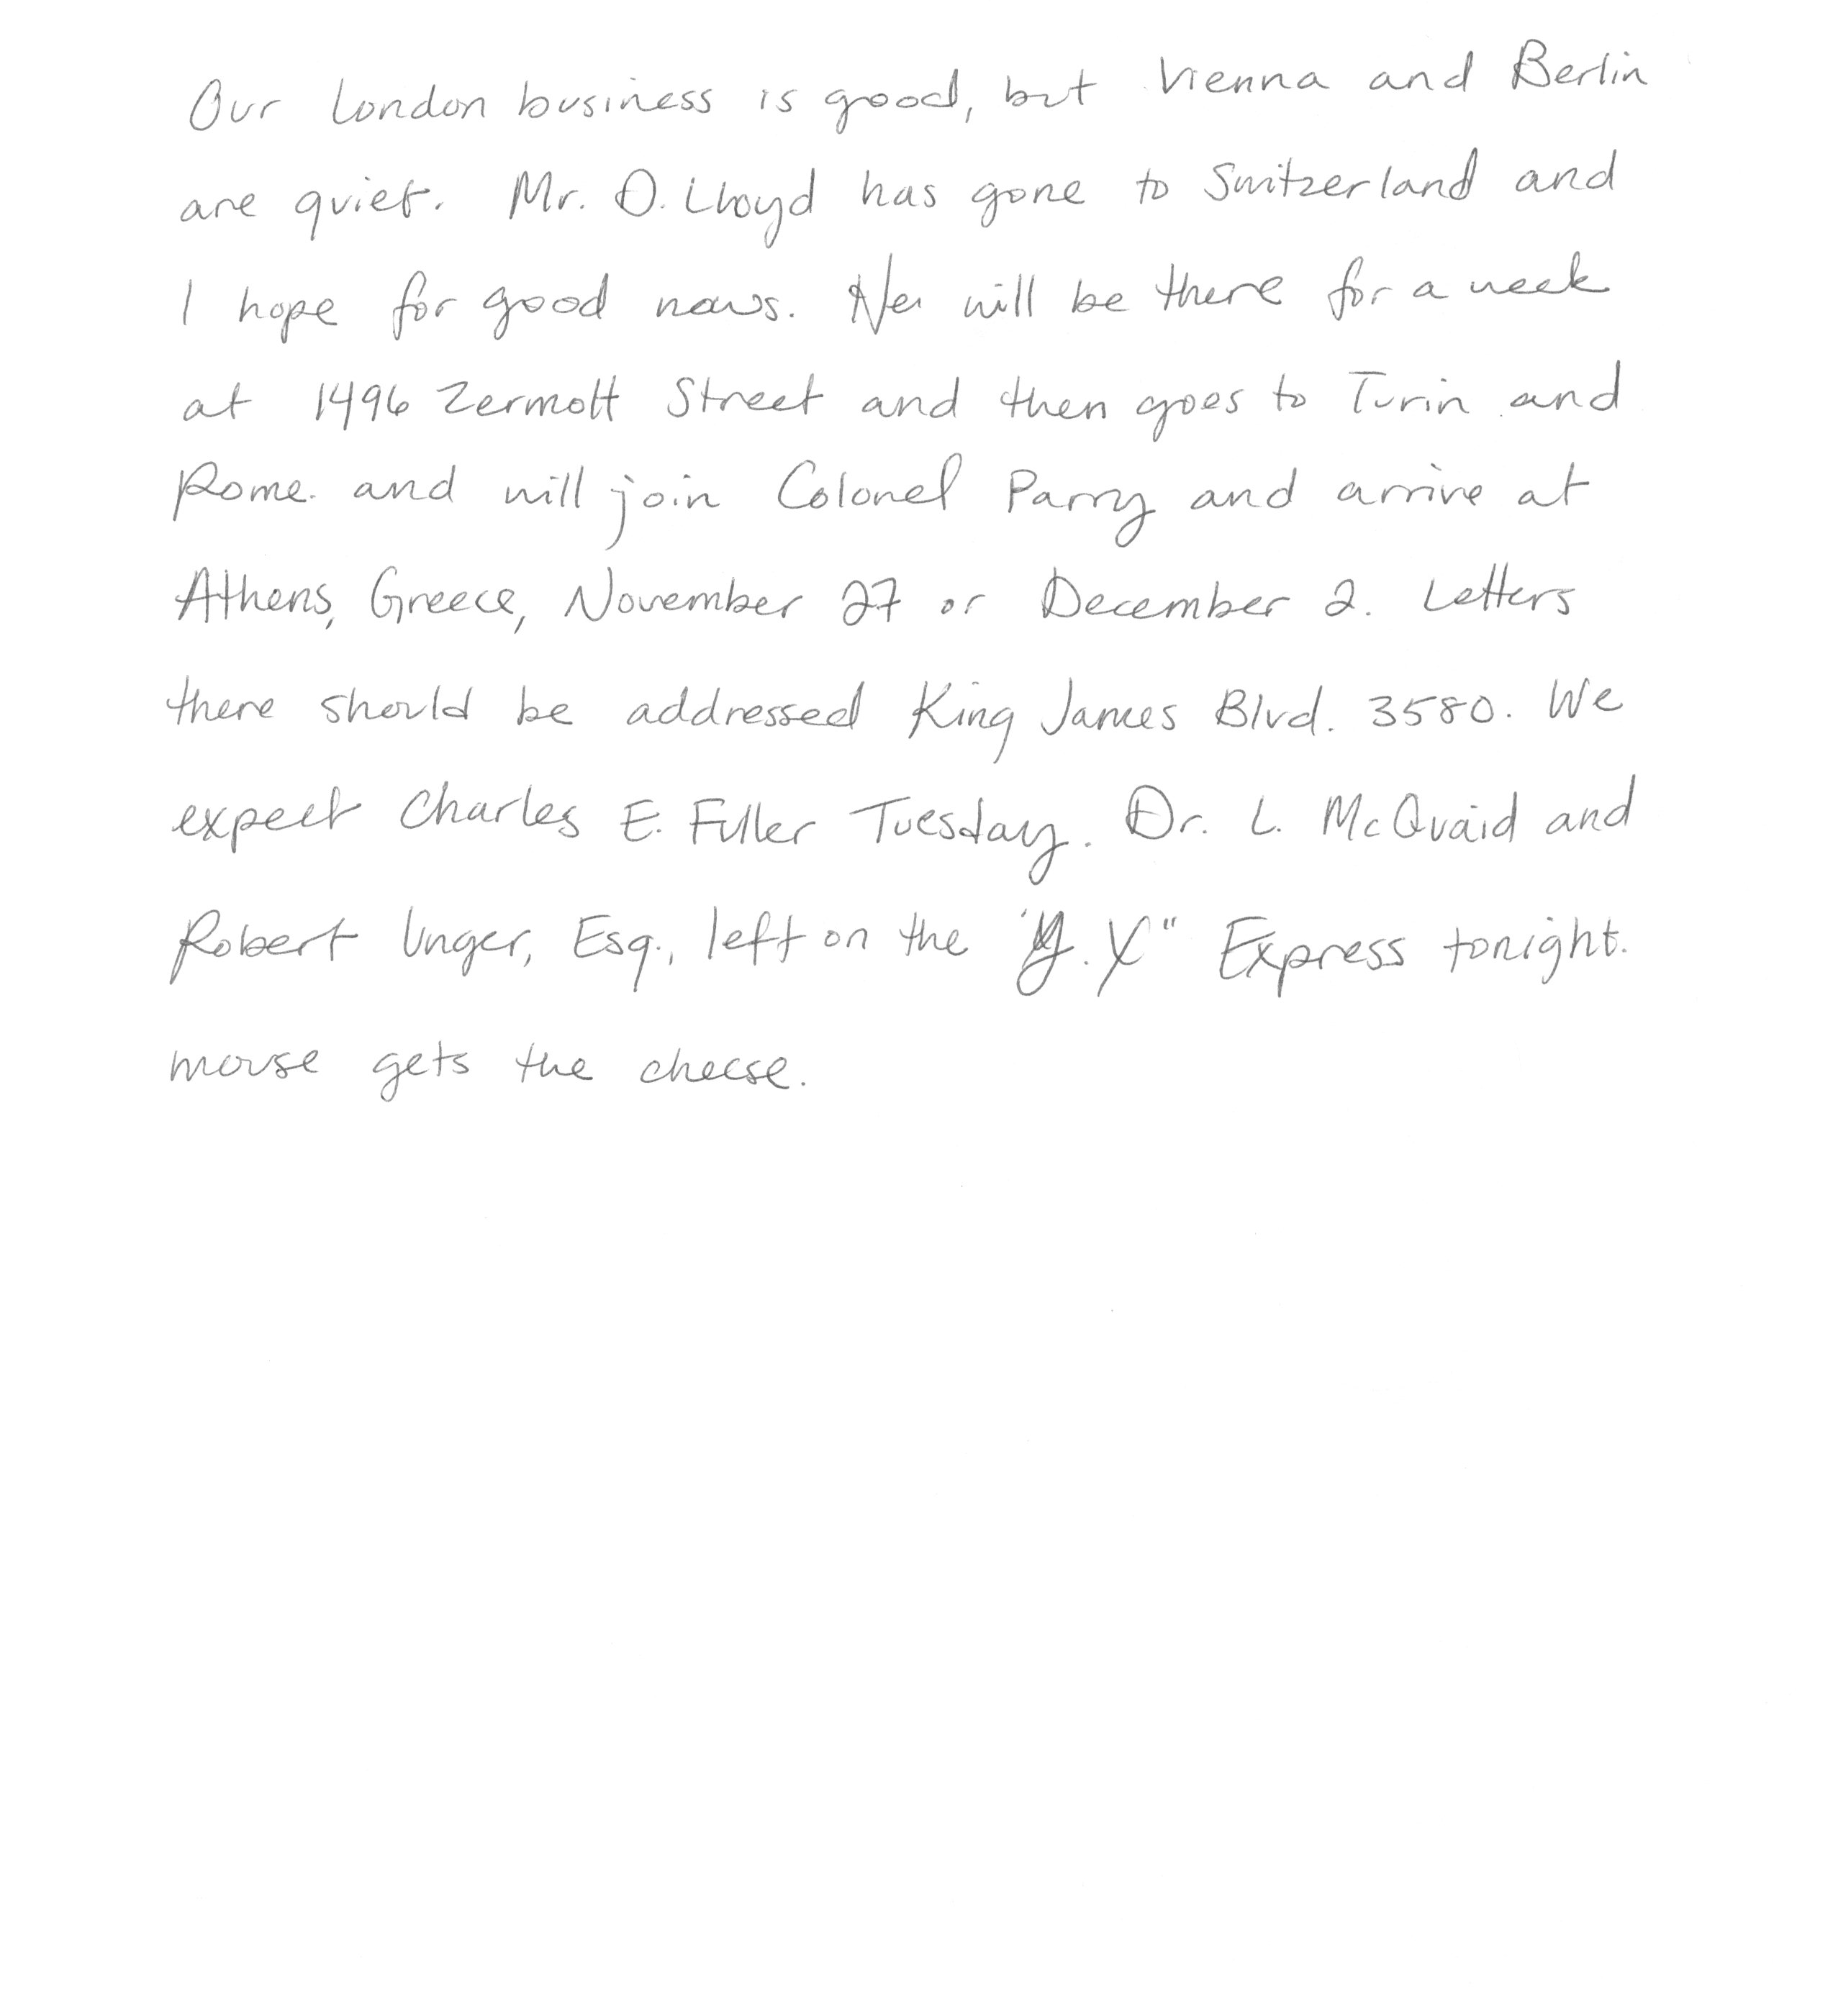 Our London business is good, but Vienna and Berlin
are quiet. Mr. D. Lloyd has gone to Switzerland and
I hope for good news. He will be there for a week
at 1496 Zermott Street and then goes to Turin and
Rome. and will join Colonel Parry and arrive at
Athens, Greece, November 27 or December 2. Letters
there should be addressed King James Blvd. 3580. We
expect Charles E. Fuller Tuesday. Dr. L. McQuaid and
Robert Unger, Esq., left on the "Y.X" Express tonight.
mouse gets the cheese.